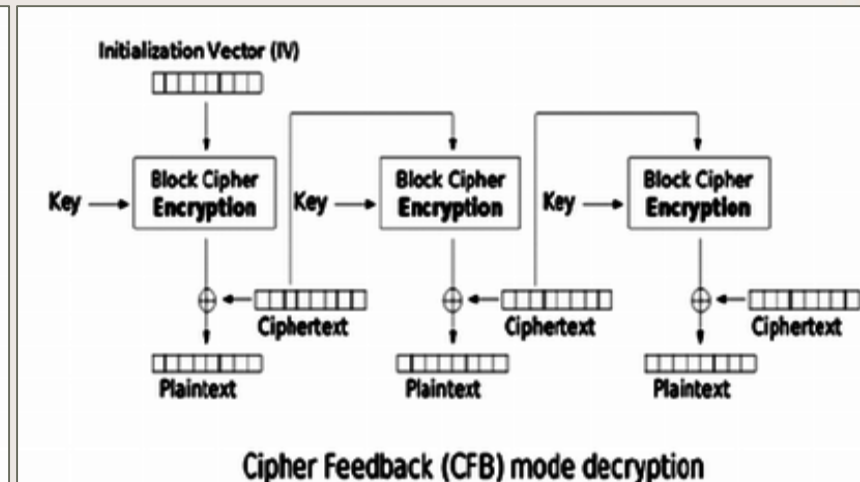 Initialization Vector (IV)
Block Cipher
Encryption
Block Cipher
Encryption
Block Cipher
Encryption
Key
Key
Key
Ciphertext
Ciphertext
Ciphertext
Plaintext
Plaintext
Plaintext
Cipher Feedback (CFB) mode decryption